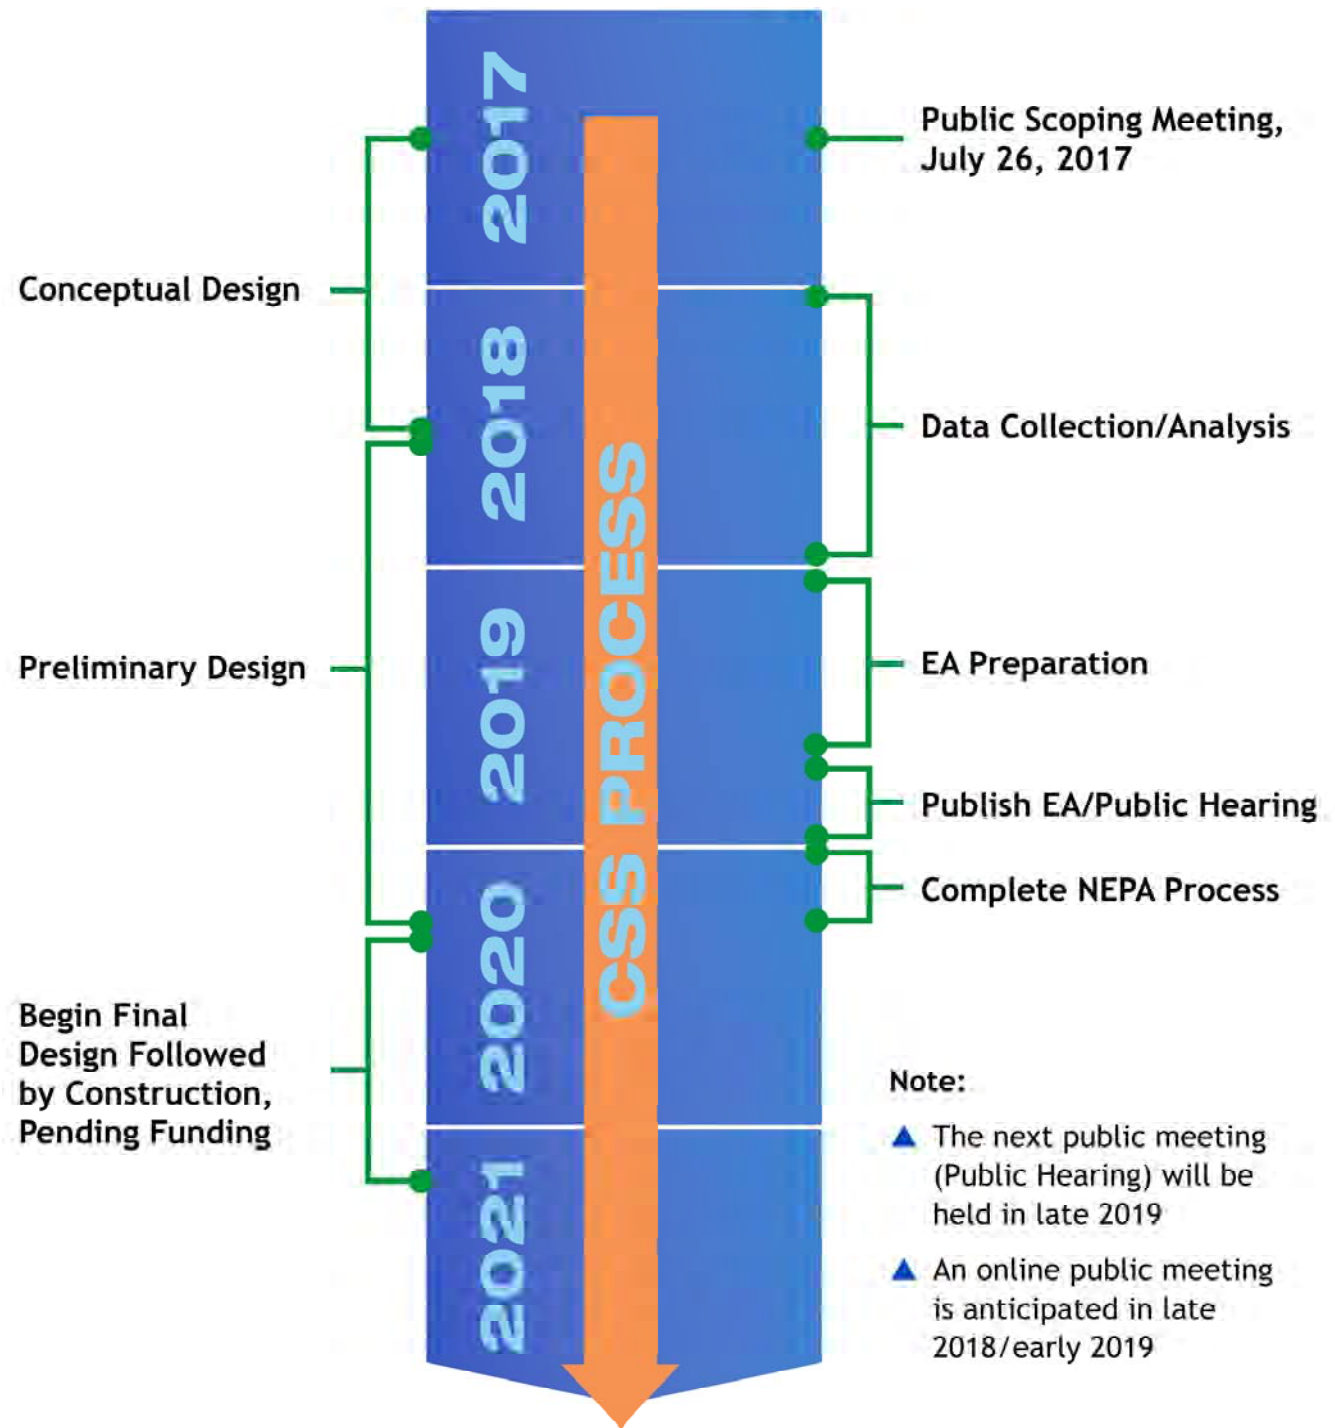 2017
2018
2019
2020
2021
CSS PROCESS
Conceptual Design
Preliminary Design
Begin Final
Design Followed
by Construction,
Pending Funding
Public Scoping Meeting,
July 26, 2017
Data Collection/Analysis
EA Preparation
Publish EA/Public Hearing
Complete NEPA Process
Note:
The next public meeting
(Public Hearing) will be
held in late 2019
An online public meeting
is anticipated in late
2018/early 2019